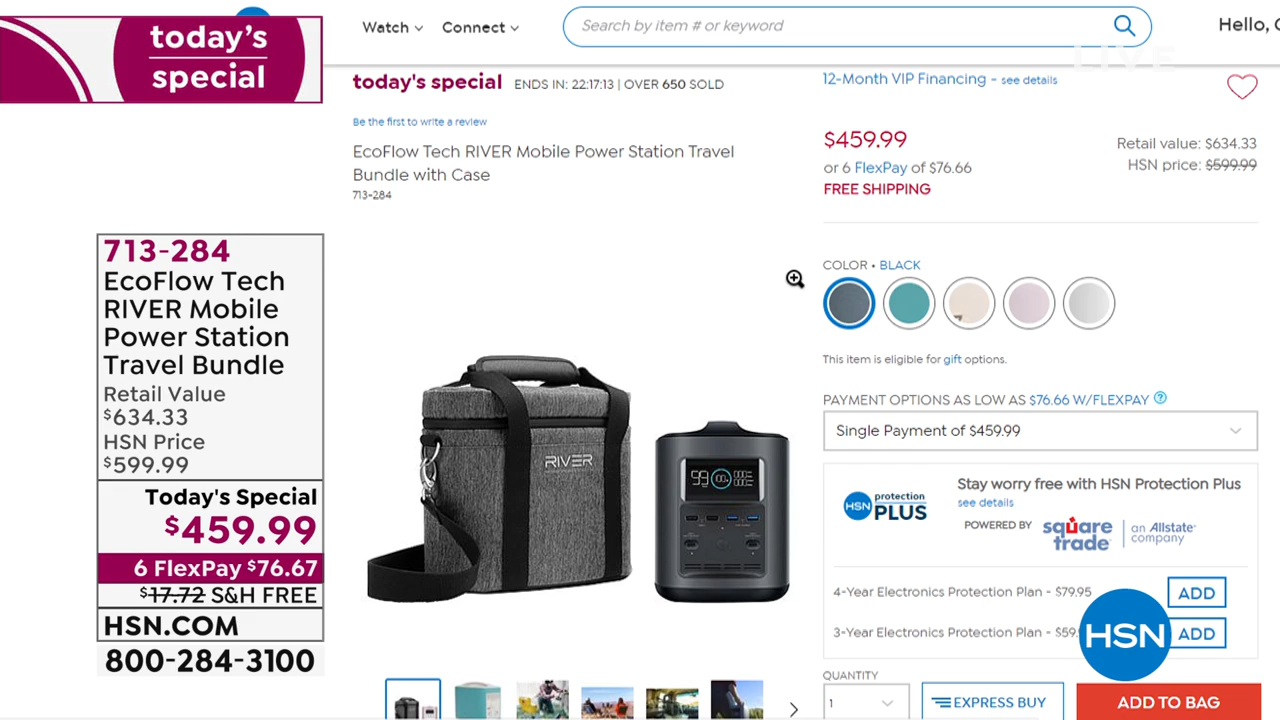 today's
special
Watch
Connect
Search by item # or keyword
Hello,
LIVE
today's special ENDS IN: 22:17:13 | OVER 650 SOLD
Be the first to write a review
EcoFlow Tech RIVER Mobile Power Station Travel
Bundle with Case
713-284
12-Month VIP Financing - see details
$459.99
or 6 FlexPay of $76.66
FREE SHIPPING
Retail value: $634.33
HSN price: $599.99
713-284
EcoFlow Tech
RIVER Mobile
Power Station
Travel Bundle
Retail Value
$634.33
HSN Price
$599.99
Today's Special
$459.99
6 FlexPay $76.67
$17.72 S&H FREE
HSN.COM
800-284-3100
RIVER
99
100%
COLOR • BLACK
This item is eligible for gift options.
PAYMENT OPTIONS AS LOW AS $76.66 W/FLEXPAY ?
Single Payment of $459.99
HSN protection
PLUS
Stay worry free with HSN Protection Plus
see details
POWERED BY
square
trade
an Allstate
company
4-Year Electronics Protection Plan - $79.95 ADD
3-Year Electronics Protection Plan - $59. ADD
HSN
QUANTITY
1
EXPRESS BUY
ADD TO BAG